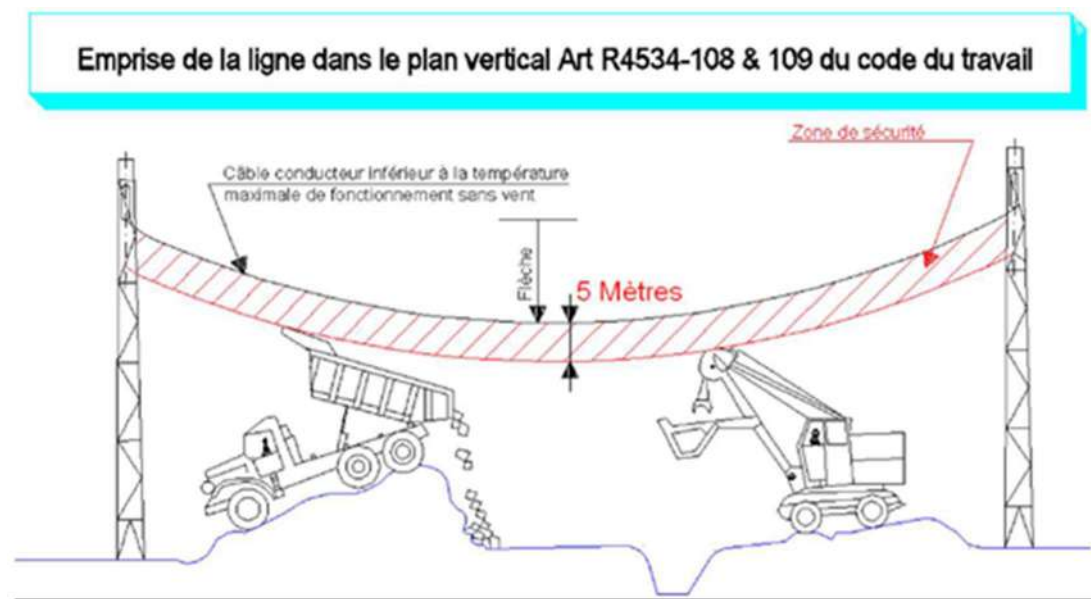 Emprise de la ligne dans le plan vertical Art R4534-108 & 109 du code du travail
Zone de sécurité
Câble conducteur inférieur à la température
maximale de fonctionnement sans vent
Flèche
5 Mètres